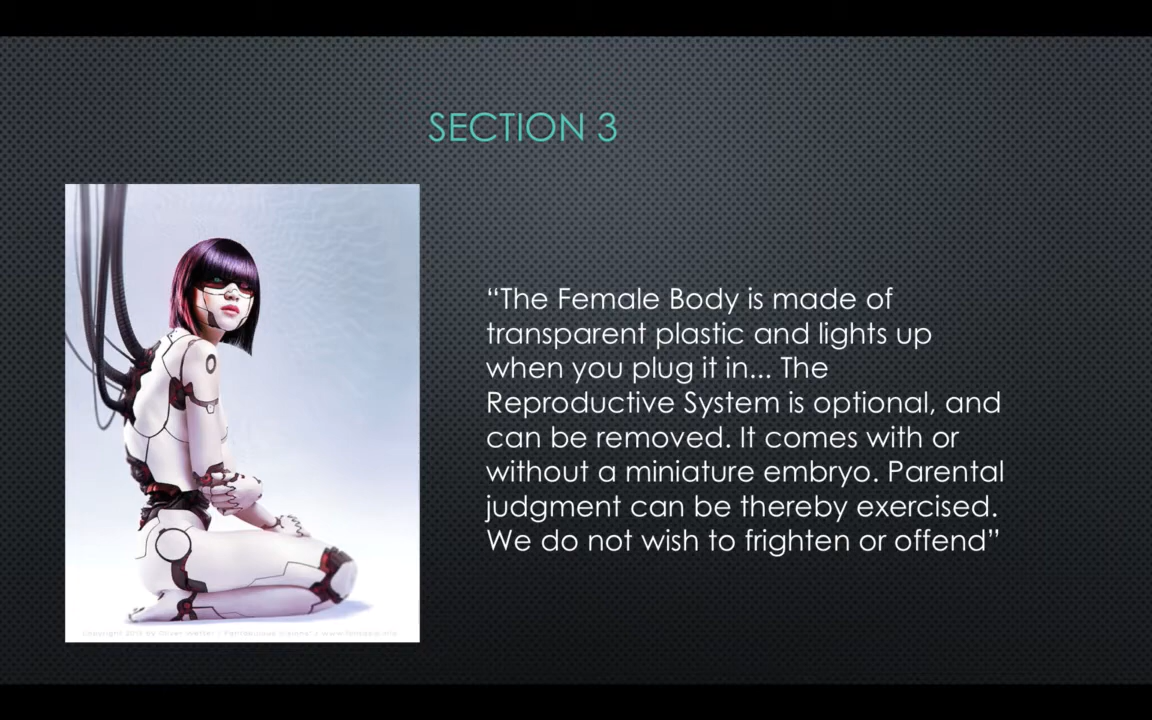 SECTION 3
“The Female Body is made of
transparent plastic and lights up
when you plug it in... The
Reproductive System is optional, and
can be removed. It comes with or
without a miniature embryo. Parental
judgment can be thereby exercised.
We do not wish to frighten or offend”